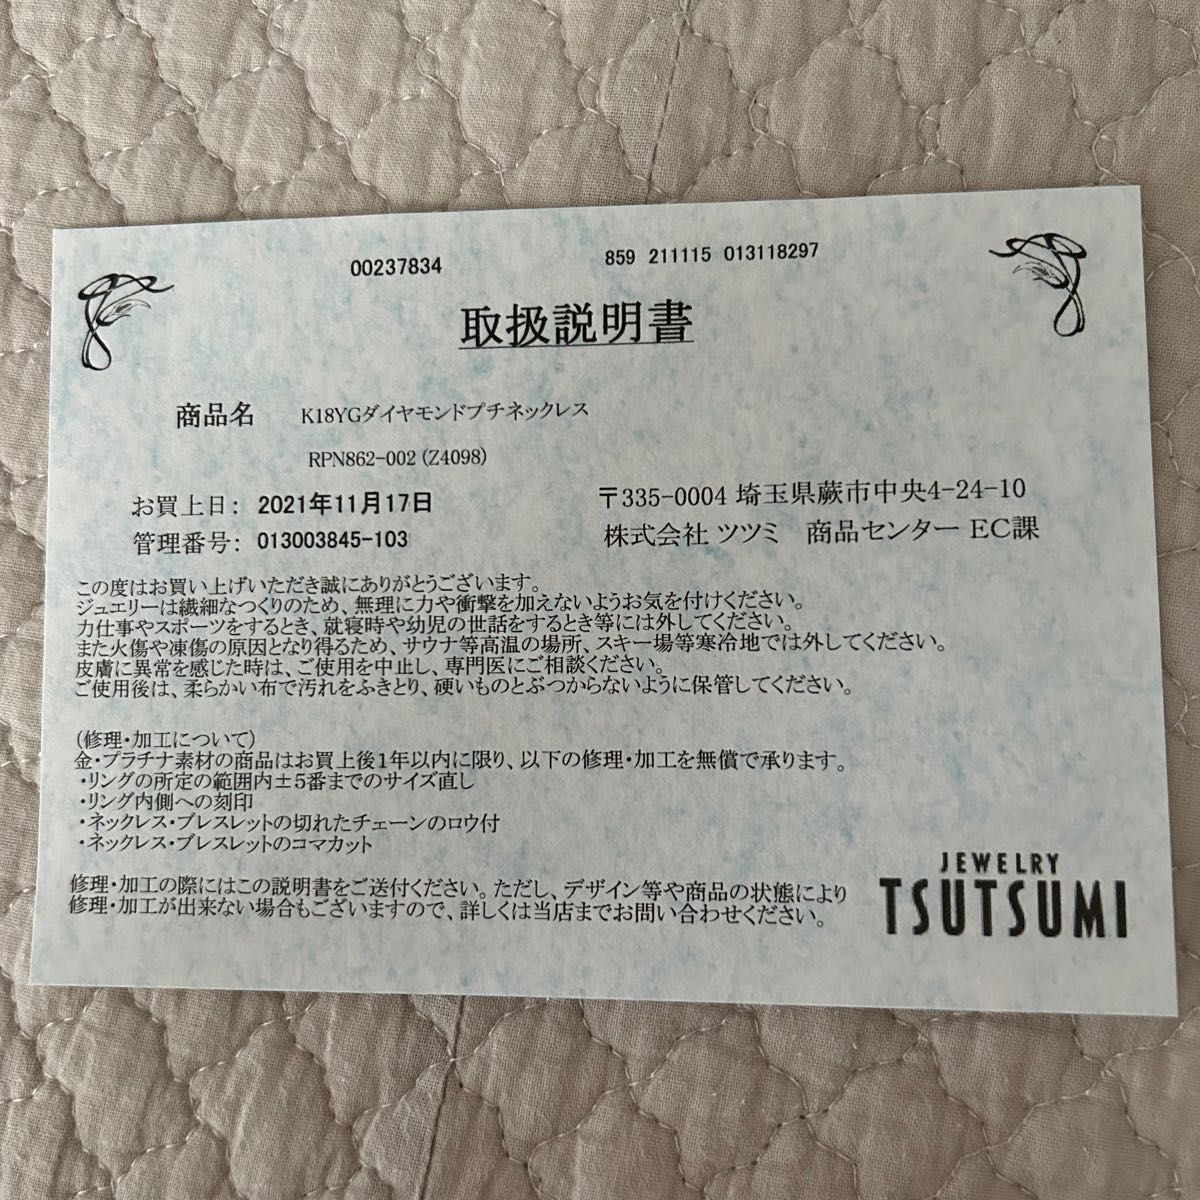 00237834
859 211115 013118297
取扱説明書
商品名 K18YGダイヤモンドプチネックレス
RPN862-002 (Z4098)
お買上日: 2021年11月17日
〒335-0004 埼玉県蕨市中央4-24-10
管理番号: 013003845-103
株式会社 ツツミ 商品センター EC課
この度はお買い上げいただき誠にありがとうございます。
ジュエリーは繊細なつくりのため、無理に力や衝撃を加えないようお気を付けください。
力仕事やスポーツをするとき、就寝時や幼児の世話をするとき等には外してください。
また火傷や凍傷の原因となり得るため、サウナ等高温の場所、スキー場等寒冷地では外してください。
皮膚に異常を感じた時は、ご使用を中止し、専門医にご相談ください。
ご使用後は、柔らかい布で汚れをふきとり、硬いものとぶつからないように保管してください。
(修理・加工について)
金・プラチナ素材の商品はお買上後1年以内に限り、以下の修理・加工を無償で承ります。
・リングの所定の範囲内±5番までのサイズ直し
・リング内側への刻印
・ネックレス・ブレスレットの切れたチェーンのロウ付
・ネックレス・ブレスレットのコマカット
修理・加工の際にはこの説明書をご送付ください。ただし、デザイン等や商品の状態により
修理・加工が出来ない場合もございますので、詳しくは当店までお問い合わせください。
JEWELRY
TSUTSUMI